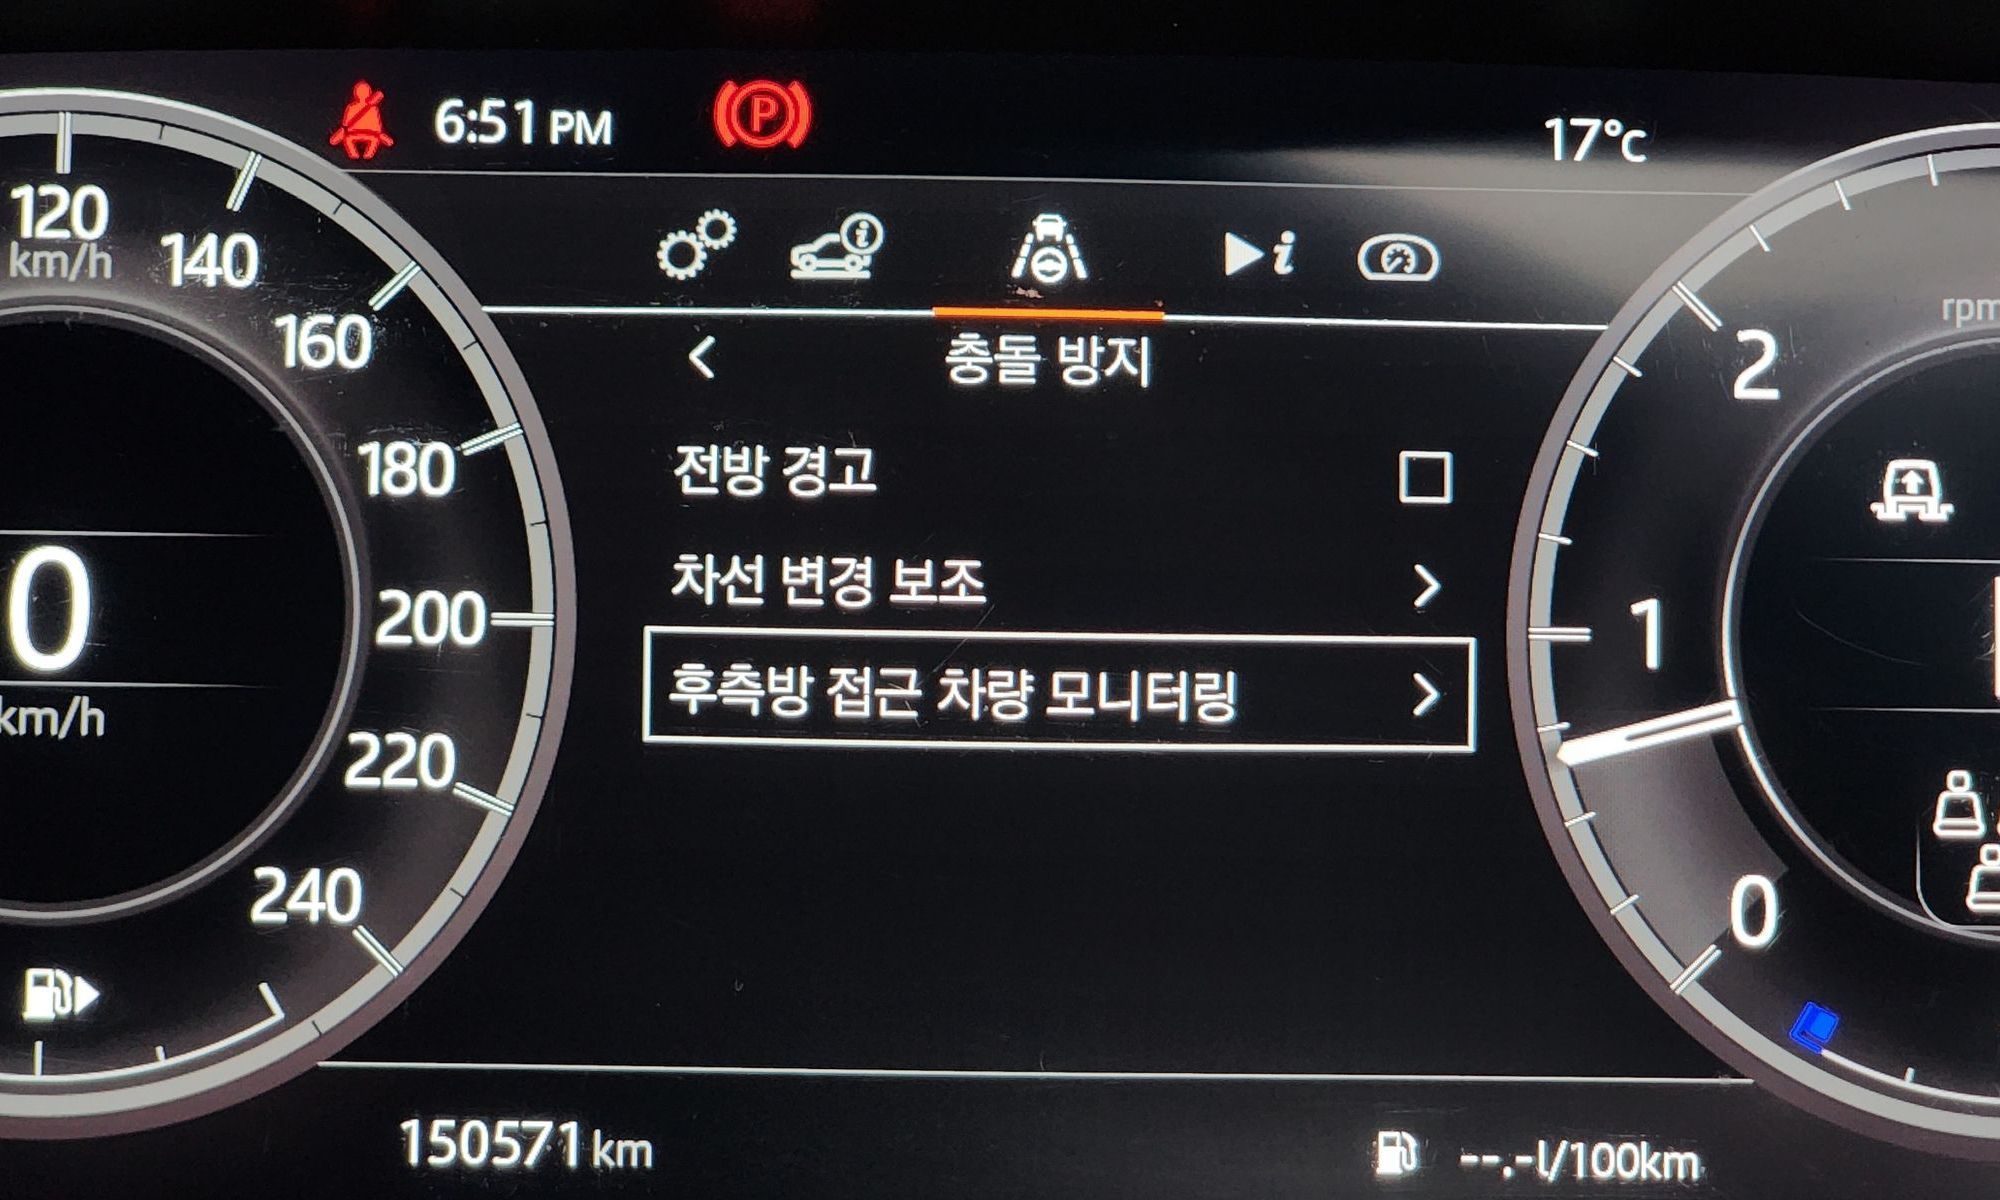 6:51 PM
17°c
120
km/h
140
160
180
200
220
240
0
km/h
충돌 방지
전방 경고
차선 변경 보조
후측방 접근 차량 모니터링
rpm
2
1
0
150571 km
--.-l/100km